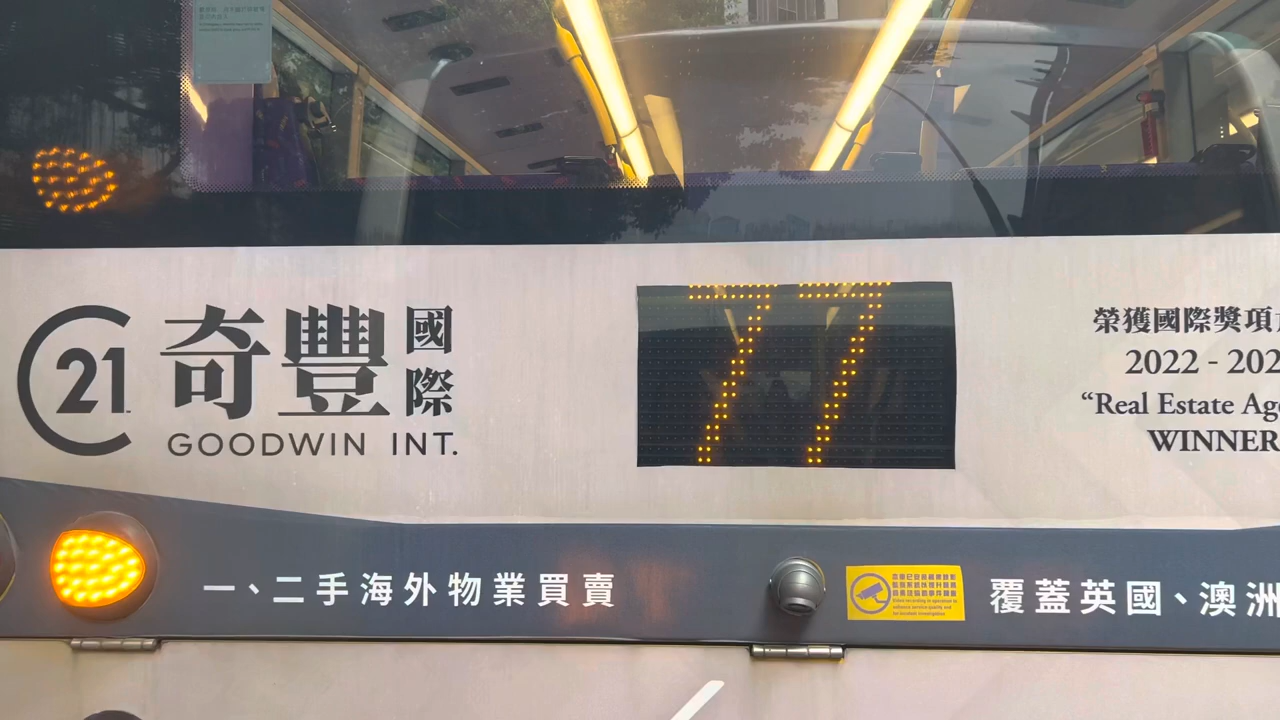 77
C21
奇豐
國際
GOODWIN INT.
榮獲國際獎項
2022 - 202
“Real Estate Ag
WINNER
一、二手海外物業買賣
覆蓋英國、澳洲